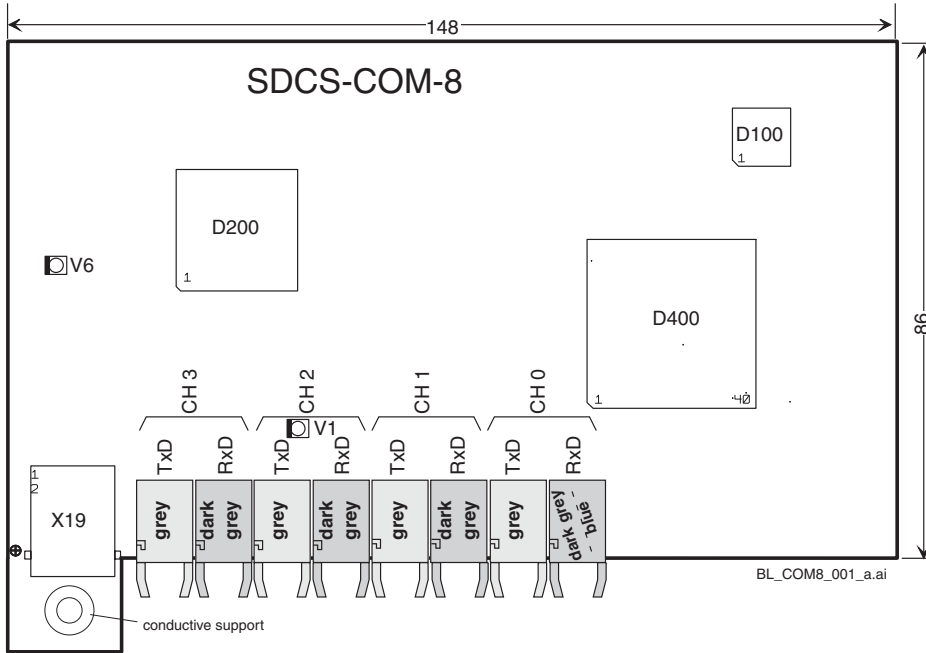 148
SDCS-COM-8
D100
1
D200
1
V6
D400
1
40
86
CH 3
CH 2
CH 1
CH 0
V1
TxD
RxD
TxD
RxD
TxD
RxD
TxD
RxD
1
2
X19
grey
dark grey
grey
dark grey
grey
dark grey
grey
dark grey - blue -
BL_COM8_001_a.ai
conductive support